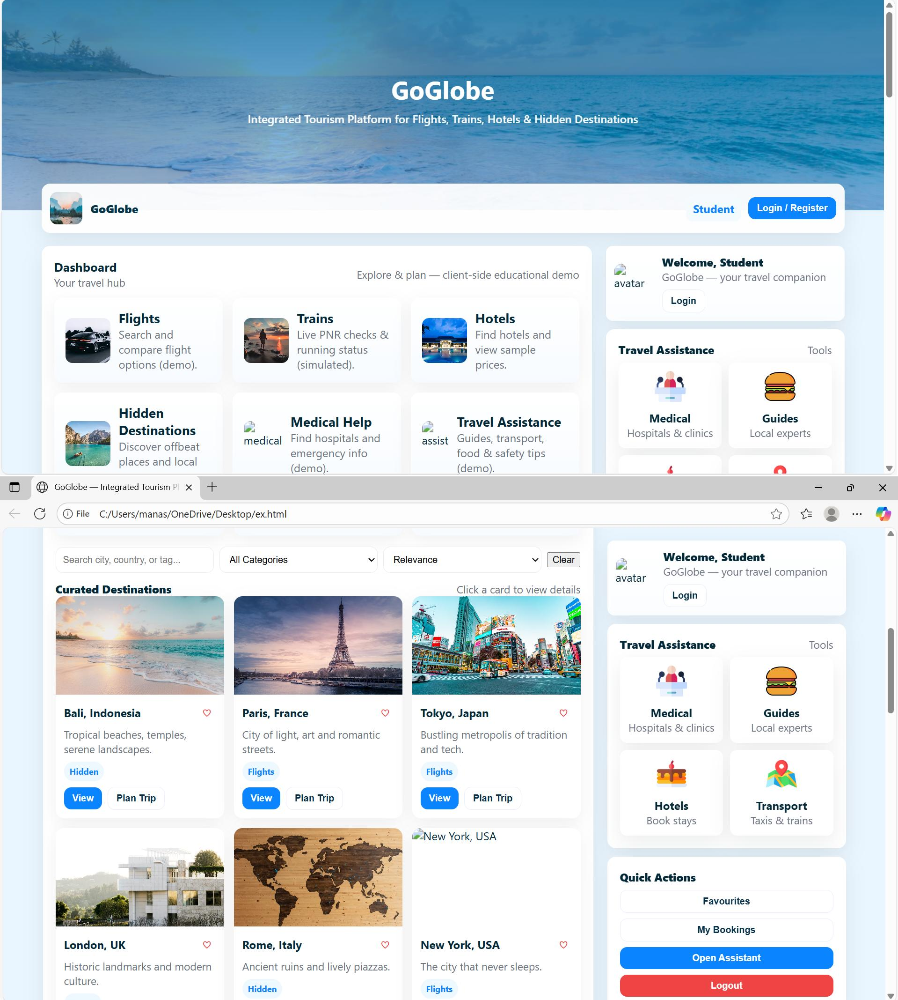 GoGlobe
Integrated Tourism Platform for Flights, Trains, Hotels & Hidden Destinations
GoGlobe
Student
Login / Register
Dashboard
Your travel hub
Explore & plan — client-side educational demo
Flights
Search and
compare flight
options (demo).
Trains
Live PNR checks &
running status
(simulated).
Hotels
Find hotels and
view sample
prices.
Hidden
Destinations
Discover offbeat
places and local
medical
Medical Help
Find hospitals and
emergency info
(demo).
assist
Travel Assistance
Guides, transport,
food & safety tips
(demo).
avatar
Welcome, Student
GoGlobe — your travel companion
Login
Travel Assistance
Tools
Medical
Hospitals & clinics
Guides
Local experts
GoGlobe — Integrated Tourism
File
C:/Users/manas/OneDrive/Desktop/ex.html
Search city, country, or tag...
All Categories
Relevance
Clear
Curated Destinations
Click a card to view details
Bali, Indonesia
Tropical beaches, temples,
serene landscapes.
Hidden
View
Plan Trip
Paris, France
City of light, art and romantic
streets.
Flights
View
Plan Trip
Tokyo, Japan
Bustling metropolis of tradition
and tech.
Flights
View
Plan Trip
London, UK
Historic landmarks and modern
culture.
Rome, Italy
Ancient ruins and lively piazzas.
Hidden
New York, USA
New York, USA
The city that never sleeps.
Flights
avatar
Welcome, Student
GoGlobe — your travel companion
Login
Travel Assistance
Tools
Medical
Hospitals & clinics
Guides
Local experts
Hotels
Book stays
Transport
Taxis & trains
Quick Actions
Favourites
My Bookings
Open Assistant
Logout